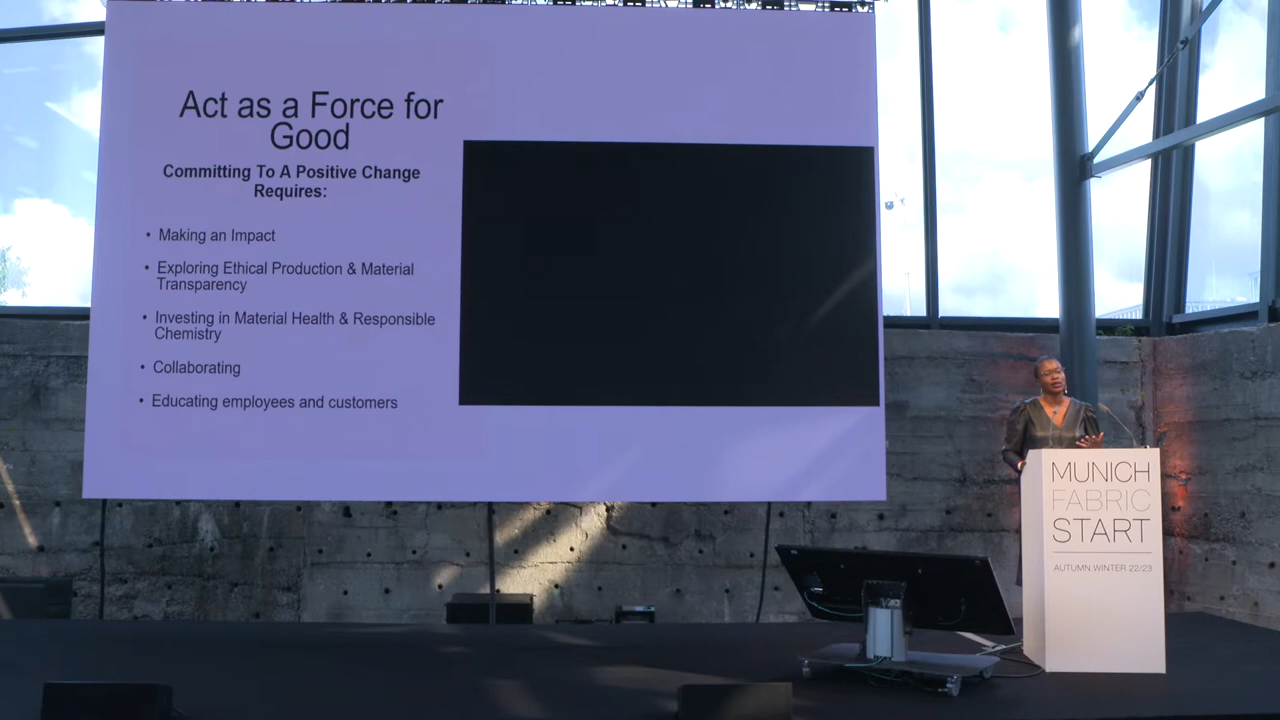 Act as a Force for
Good
Committing To A Positive Change
Requires:
• Making an Impact
• Exploring Ethical Production & Material
Transparency
• Investing in Material Health & Responsible
Chemistry
• Collaborating
• Educating employees and customers
MUNICH
FABRIC
START
AUTUMN.WINTER 22/23